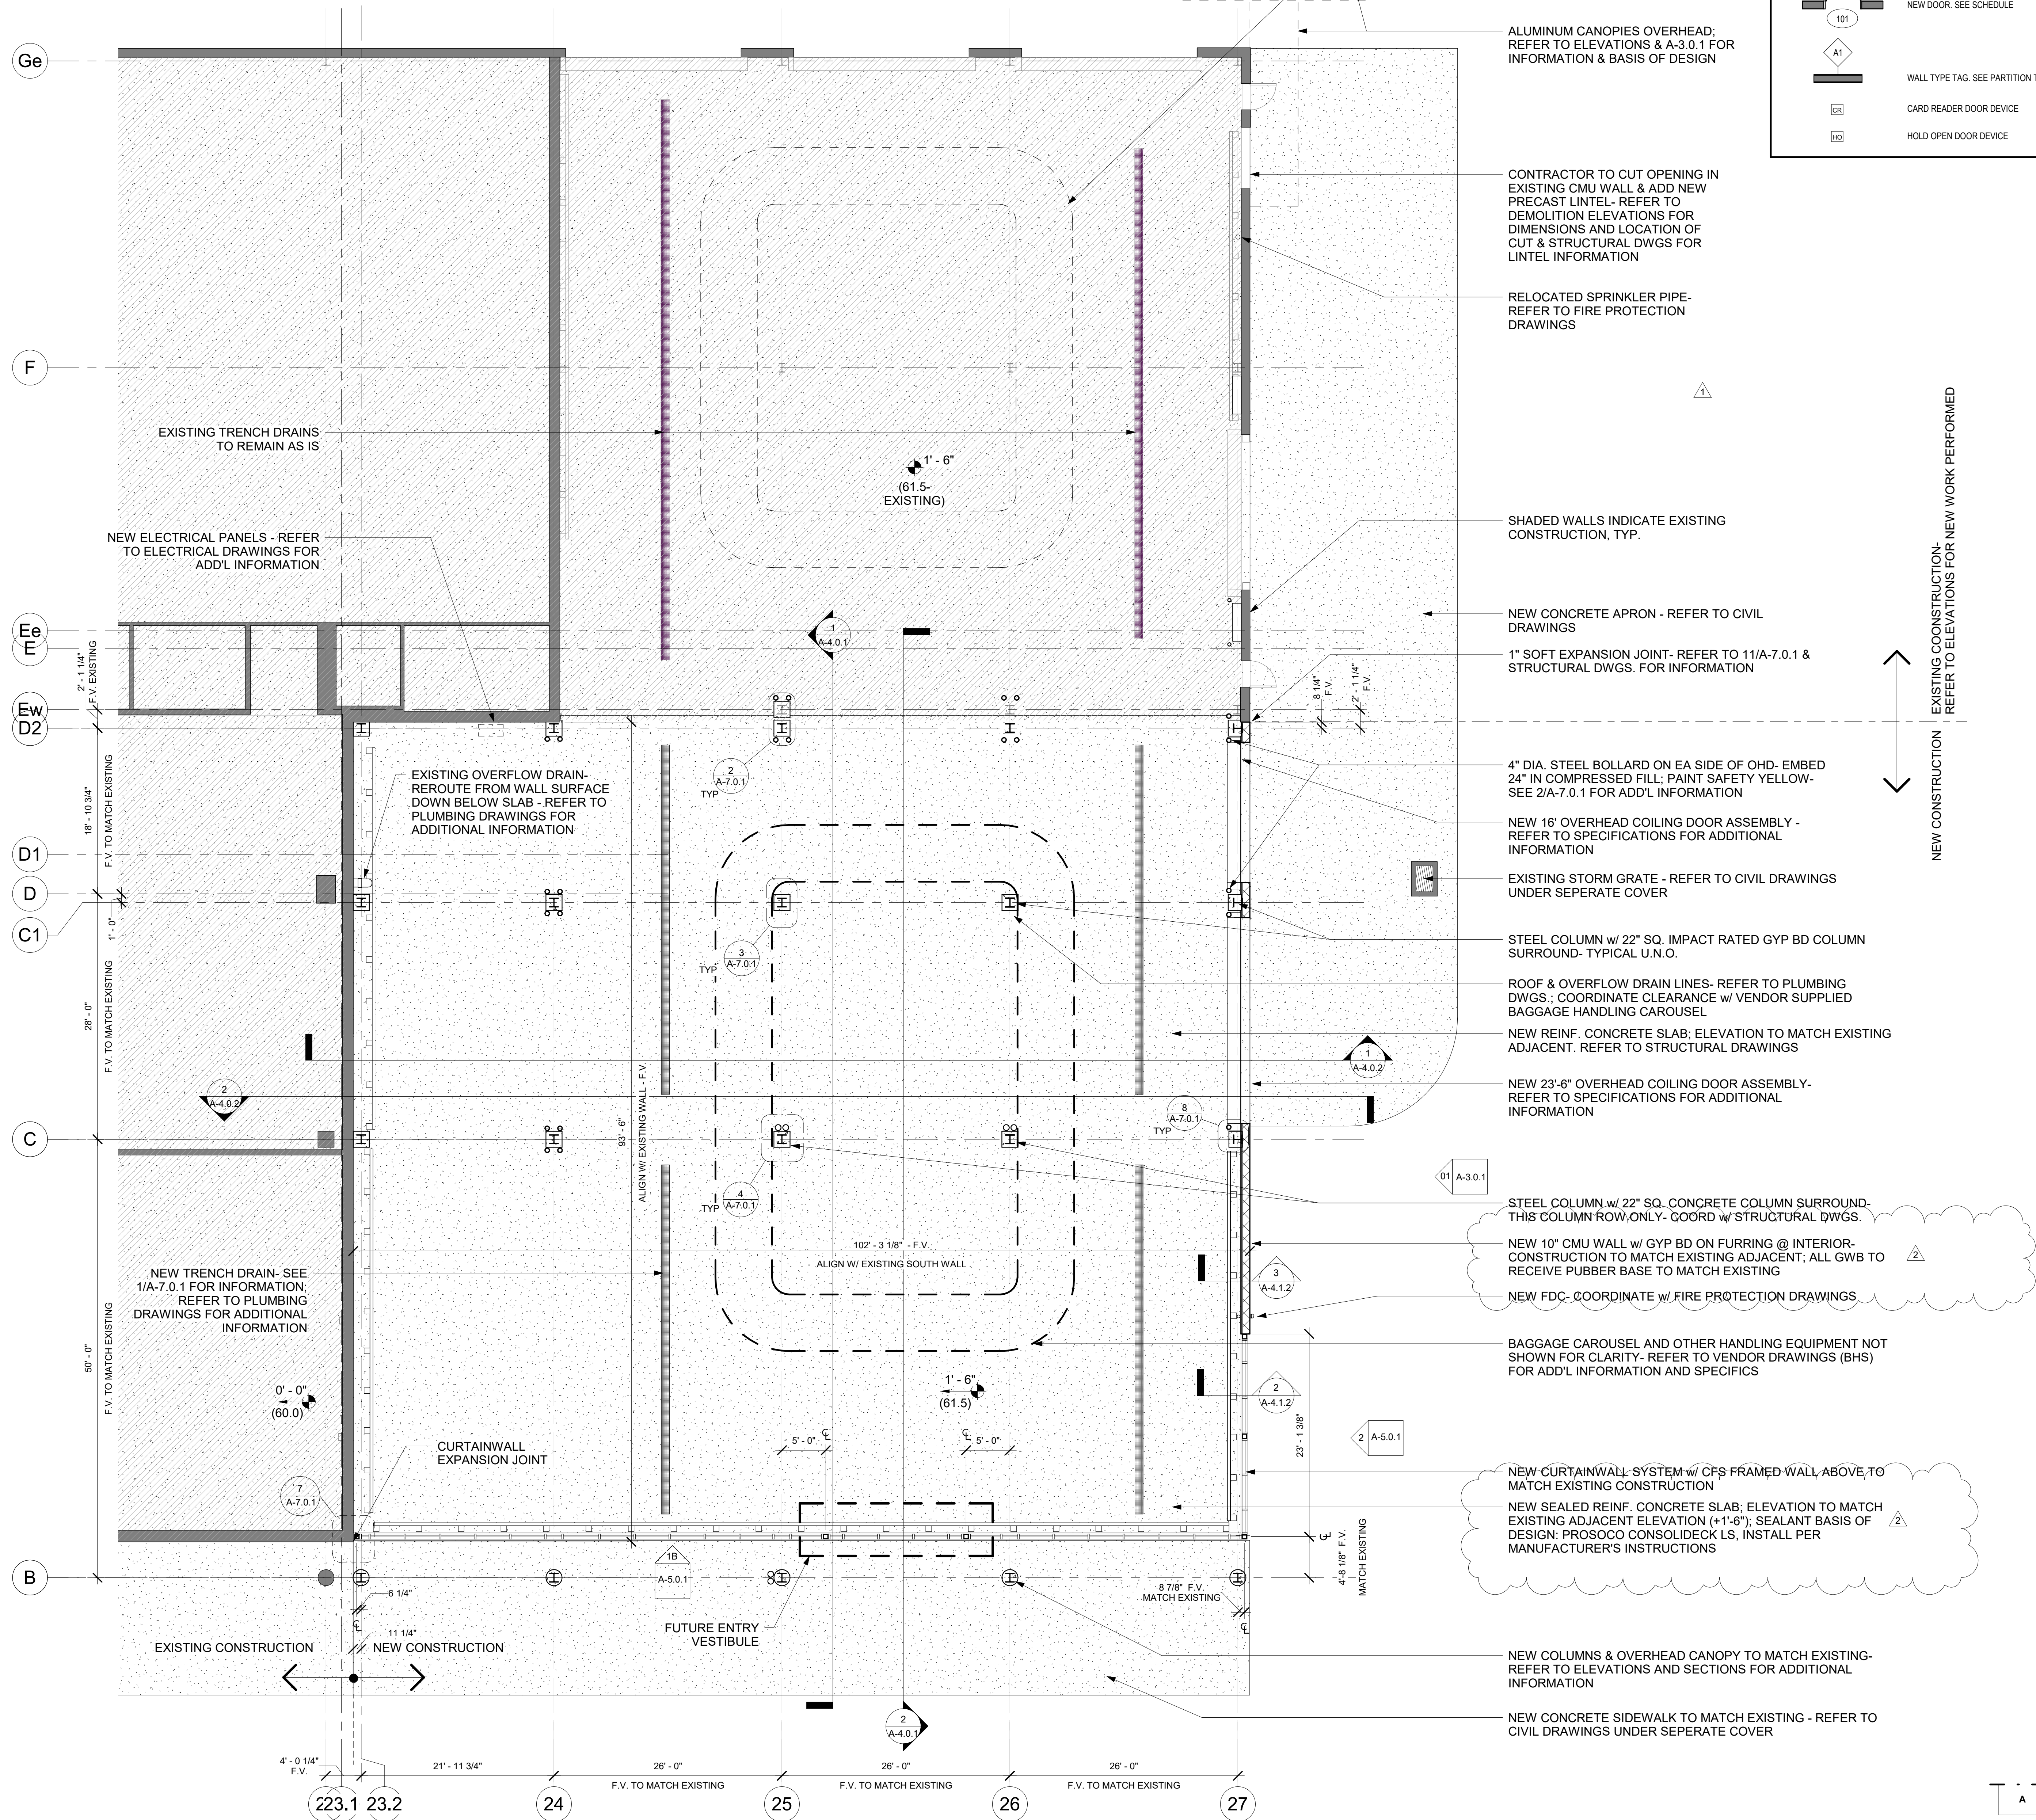 NEW DOOR. SEE SCHEDULE
101
A1
WALL TYPE TAG. SEE PARTITION
CR
CARD READER DOOR DEVICE
HO
HOLD OPEN DOOR DEVICE
Ge
F
Ee
E
Ew
D2
D1
D
C1
C
B
ALUMINUM CANOPIES OVERHEAD;
REFER TO ELEVATIONS & A-3.0.1 FOR
INFORMATION & BASIS OF DESIGN
CONTRACTOR TO CUT OPENING IN
EXISTING CMU WALL & ADD NEW
PRECAST LINTEL- REFER TO
DEMOLITION ELEVATIONS FOR
DIMENSIONS AND LOCATION OF
CUT & STRUCTURAL DWGS FOR
LINTEL INFORMATION
RELOCATED SPRINKLER PIPE-
REFER TO FIRE PROTECTION
DRAWINGS
1
EXISTING TRENCH DRAINS
TO REMAIN AS IS
1' - 6"
(61.5-
EXISTING)
NEW ELECTRICAL PANELS - REFER
TO ELECTRICAL DRAWINGS FOR
ADD'L INFORMATION
SHADED WALLS INDICATE EXISTING
CONSTRUCTION, TYP.
NEW CONCRETE APRON - REFER TO CIVIL
DRAWINGS
1" SOFT EXPANSION JOINT- REFER TO 11/A-7.0.1 &
STRUCTURAL DWGS. FOR INFORMATION
EXISTING COONSTRUCTION-
REFER TO ELEVATIONS FOR NEW WORK PERFORMED
NEW CONSTRUCTION
1
A-4.0.1
2' - 1 1/4"
F.V. EXISTING
8 1/4"
F.V.
2' - 1 1/4"
F.V.
2
A-7.0.1
TYP
EXISTING OVERFLOW DRAIN-
REROUTE FROM WALL SURFACE
DOWN BELOW SLAB - REFER TO
PLUMBING DRAWINGS FOR
ADDITIONAL INFORMATION
18' - 10 3/4"
F.V. TO MATCH EXISTING
4" DIA. STEEL BOLLARD ON EA SIDE OF OHD- EMBED
24" IN COMPRESSED FILL; PAINT SAFETY YELLOW-
SEE 2/A-7.0.1 FOR ADD'L INFORMATION
NEW 16' OVERHEAD COILING DOOR ASSEMBLY -
REFER TO SPECIFICATIONS FOR ADDITIONAL
INFORMATION
EXISTING STORM GRATE - REFER TO CIVIL DRAWINGS
UNDER SEPERATE COVER
1' - 0"
3
A-7.0.1
TYP
STEEL COLUMN w/ 22" SQ. IMPACT RATED GYP BD COLUMN
SURROUND- TYPICAL U.N.O.
ROOF & OVERFLOW DRAIN LINES- REFER TO PLUMBING
DWGS.; COORDINATE CLEARANCE w/ VENDOR SUPPLIED
BAGGAGE HANDLING CAROUSEL
NEW REINF. CONCRETE SLAB; ELEVATION TO MATCH EXISTING
ADJACENT. REFER TO STRUCTURAL DRAWINGS
28' - 0"
F.V. TO MATCH EXISTING
1
A-4.0.2
2
A-4.0.2
NEW 23'-6" OVERHEAD COILING DOOR ASSEMBLY-
REFER TO SPECIFICATIONS FOR ADDITIONAL
INFORMATION
93' - 6"
ALIGN W/ EXISTING WALL - F.V.
8
A-7.0.1
TYP
4
A-7.0.1
TYP
01 A-3.0.1
STEEL COLUMN w/ 22" SQ. CONCRETE COLUMN SURROUND-
THIS COLUMN ROW ONLY- COORD w/ STRUCTURAL DWGS.
NEW 10" CMU WALL w/ GYP BD ON FURRING @ INTERIOR-
CONSTRUCTION TO MATCH EXISTING ADJACENT; ALL GWB TO
RECEIVE PUBBER BASE TO MATCH EXISTING
2
NEW FDC- COORDINATE w/ FIRE PROTECTION DRAWINGS
102' - 3 1/8" - F.V.
ALIGN W/ EXISTING SOUTH WALL
3
A-4.1.2
NEW TRENCH DRAIN- SEE
1/A-7.0.1 FOR INFORMATION;
REFER TO PLUMBING
DRAWINGS FOR ADDITIONAL
INFORMATION
BAGGAGE CAROUSEL AND OTHER HANDLING EQUIPMENT NOT
SHOWN FOR CLARITY- REFER TO VENDOR DRAWINGS (BHS)
FOR ADD'L INFORMATION AND SPECIFICS
50' - 0"
F.V. TO MATCH EXISTING
0' - 0"
(60.0)
1' - 6"
(61.5)
2
A-4.1.2
23' - 1 3/8"
2 A-5.0.1
5' - 0"
5' - 0"
CURTAINWALL
EXPANSION JOINT
7
A-7.0.1
NEW CURTAINWALL SYSTEM w/ CFS FRAMED WALL ABOVE TO
MATCH EXISTING CONSTRUCTION
NEW SEALED REINF. CONCRETE SLAB; ELEVATION TO MATCH
EXISTING ADJACENT ELEVATION (+1'-6"); SEALANT BASIS OF
DESIGN: PROSOCO CONSOLIDECK LS, INSTALL PER
MANUFACTURER'S INSTRUCTIONS
2
4'-8 1/8" F.V.
MATCH EXISTING
1B
A-5.0.1
8 7/8" F.V.
MATCH EXISTING
6 1/4"
11 1/4"
EXISTING CONSTRUCTION
NEW CONSTRUCTION
FUTURE ENTRY
VESTIBULE
NEW COLUMNS & OVERHEAD CANOPY TO MATCH EXISTING-
REFER TO ELEVATIONS AND SECTIONS FOR ADDITIONAL
INFORMATION
NEW CONCRETE SIDEWALK TO MATCH EXISTING - REFER TO
CIVIL DRAWINGS UNDER SEPERATE COVER
2
A-4.0.1
4' - 0 1/4"
F.V.
21' - 11 3/4"
26' - 0"
F.V. TO MATCH EXISTING
26' - 0"
F.V. TO MATCH EXISTING
26' - 0"
F.V. TO MATCH EXISTING
23.1
23.2
24
25
26
27
A